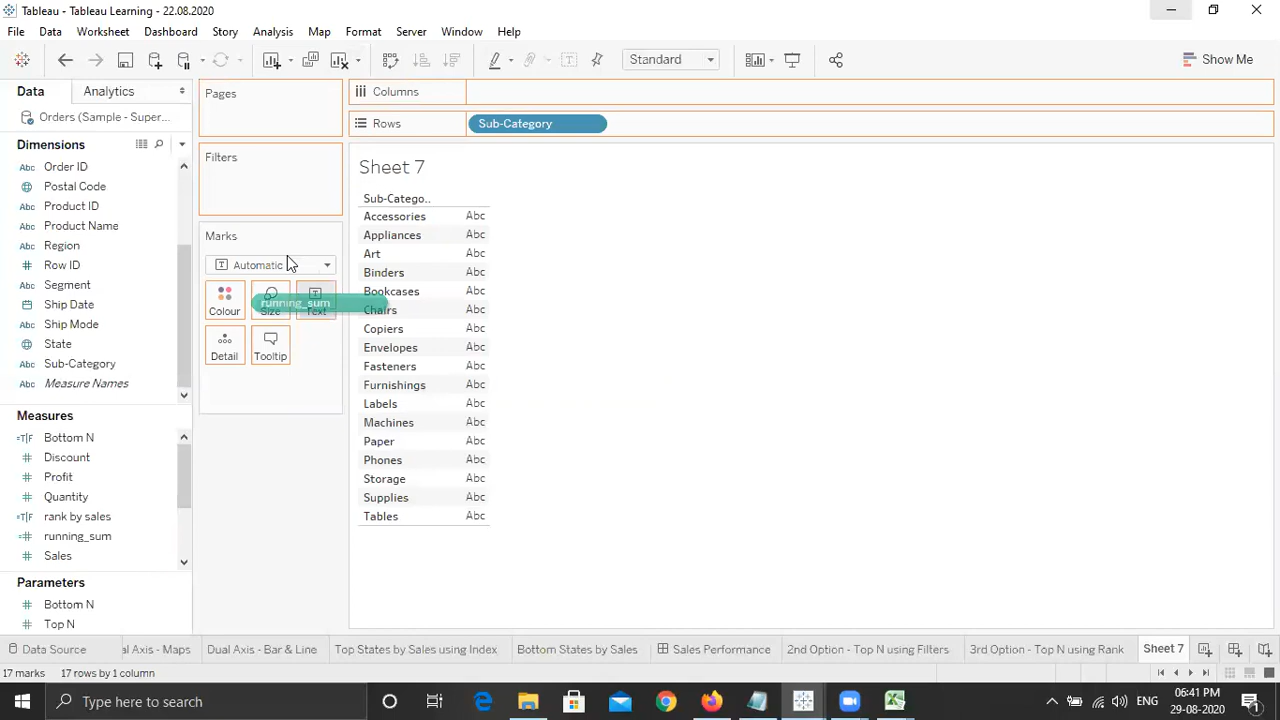 Tableau - Tableau Learning - 22.08.2020
File Data Worksheet Dashboard Story Analysis Map Format Server Window Help
Standard
Show Me
Data Analytics
Orders (Sample - Super...
Dimensions
Order ID
Postal Code
Product ID
Product Name
Region
Row ID
Segment
Ship Date
Ship Mode
State
Sub-Category
Measure Names
Measures
Bottom N
Discount
Profit
Quantity
rank by sales
running_sum
Sales
Parameters
Bottom N
Top N
Pages
Filters
Marks
Automatic
running_sum
Colour Size Text
Detail Tooltip
Columns
Rows Sub-Category
Sheet 7
Sub-Catego..
Accessories Abc
Appliances Abc
Art Abc
Binders Abc
Bookcases Abc
Chairs Abc
Copiers Abc
Envelopes Abc
Fasteners Abc
Furnishings Abc
Labels Abc
Machines Abc
Paper Abc
Phones Abc
Storage Abc
Supplies Abc
Tables Abc
Data Source al Axis - Maps Dual Axis - Bar & Line Top States by Sales using Index Bottom States by Sales Sales Performance 2nd Option - Top N using Filters 3rd Option - Top N using Rank Sheet 7
17 marks 17 rows by 1 column
Type here to search
ENG
06:41 PM
29-08-2020